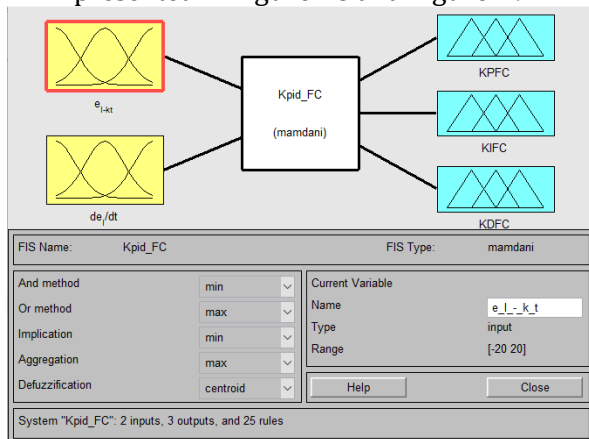 e_l-kt
de_l/dt
Kpid_FC
(mamdani)
KPFC
KIFC
KDFC
FIS Name: Kpid_FC FIS Type: mamdani
And method min
Or method max
Implication min
Aggregation max
Defuzzification centroid
Current Variable
Name e_l_-_k_t
Type input
Range [-20 20]
Help Close
System "Kpid_FC": 2 inputs, 3 outputs, and 25 rules